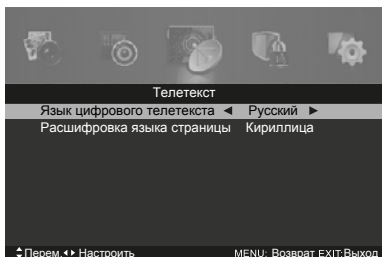 Телетекст
Язык цифрового телетекста ◄ Русский ►
Расшифровка языка страницы Кириллица
Перем. Настроить MENU: Возврат EXIT:Выход